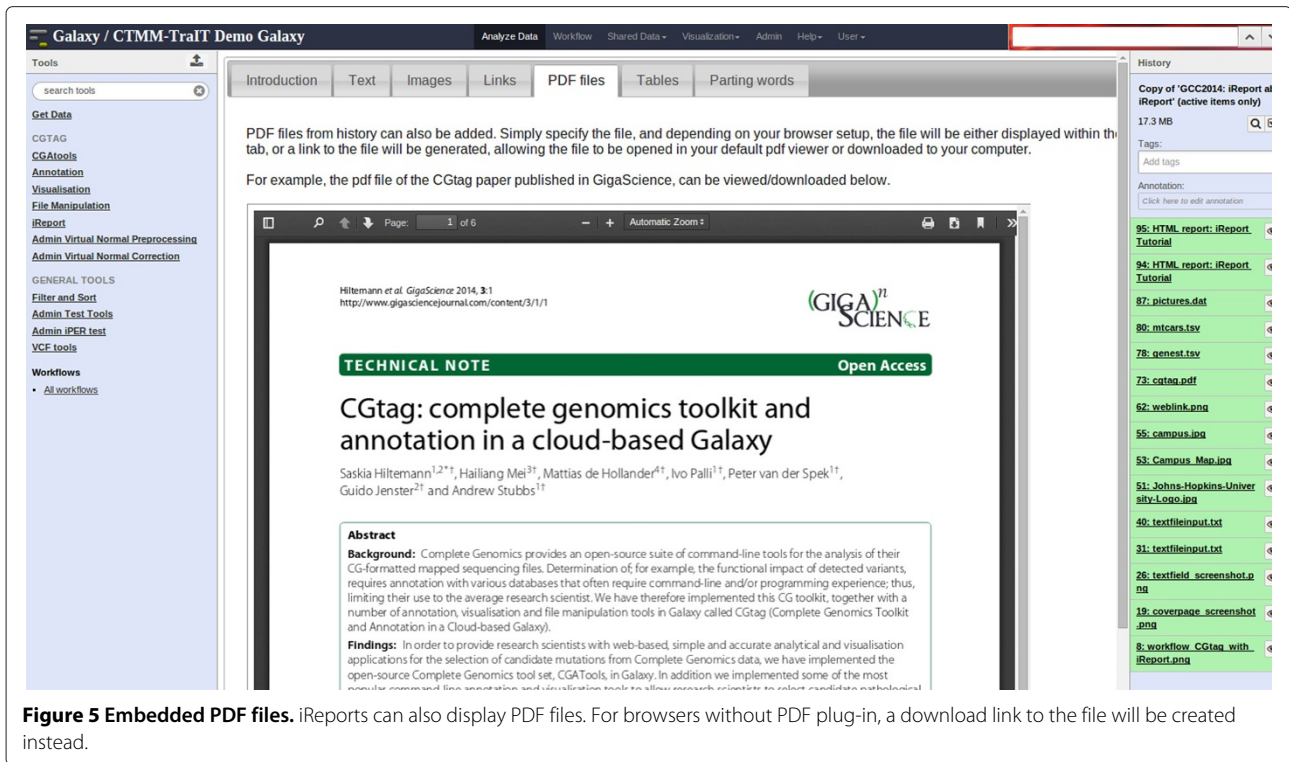 Galaxy / CTMM-TraIT Demo Galaxy
Analyze Data Workflow Shared Data Visualization Admin Help User
Tools
search tools
Get Data
CGTAG
CGAtools
Annotation
Visualisation
File Manipulation
iReport
Admin Virtual Normal Preprocessing
Admin Virtual Normal Correction
GENERAL TOOLS
Filter and Sort
Admin Test Tools
Admin iPER test
VCF tools
Workflows
• All workflows
Introduction Text Images Links PDF files Tables Parting words
PDF files from history can also be added. Simply specify the file, and depending on your browser setup, the file will be either displayed within the
tab, or a link to the file will be generated, allowing the file to be opened in your default pdf viewer or downloaded to your computer.
For example, the pdf file of the CGtag paper published in GigaScience, can be viewed/downloaded below.
Page: 1 of 6 − + Automatic Zoom
Hiltemann et al. GigaScience 2014, 3:1
http://www.gigasciencejournal.com/content/3/1/1
(GIGA)n
SCIENCE
TECHNICAL NOTE Open Access
CGtag: complete genomics toolkit and
annotation in a cloud-based Galaxy
Saskia Hiltemann1,2*†, Hailiang Mei3†, Mattias de Hollander4†, Ivo Palli1†, Peter van der Spek1†,
Guido Jenster2† and Andrew Stubbs1†
Abstract
Background: Complete Genomics provides an open-source suite of command-line tools for the analysis of their
CG-formatted mapped sequencing files. Determination of; for example, the functional impact of detected variants,
requires annotation with various databases that often require command-line and/or programming experience; thus,
limiting their use to the average research scientist. We have therefore implemented this CG toolkit, together with a
number of annotation, visualisation and file manipulation tools in Galaxy called CGtag (Complete Genomics Toolkit
and Annotation in a Cloud-based Galaxy).
Findings: In order to provide research scientists with web-based, simple and accurate analytical and visualisation
applications for the selection of candidate mutations from Complete Genomics data, we have implemented the
open-source Complete Genomics tool set, CGATools, in Galaxy. In addition we implemented some of the most
popular command-line annotation and visualisation tools to allow research scientists to select candidate pathological
History
Copy of 'GCC2014: iReport
iReport' (active items only)
17.3 MB
Tags:
Add tags
Annotation:
Click here to edit annotation
95: HTML report: iReport
Tutorial
94: HTML report: iReport
Tutorial
87: pictures.dat
80: mtcars.tsv
78: genest.tsv
73: cgtag.pdf
62: weblink.png
55: campus.jpg
53: Campus_Map.jpg
51: Johns-Hopkins-Univer
sity-Logo.jpg
40: textfileinput.txt
31: textfileinput.txt
26: textfield_screenshot.p
ng
19: coverpage_screenshot
.png
8: workflow_CGtag_with_
iReport.png
Figure 5 Embedded PDF files. iReports can also display PDF files. For browsers without PDF plug-in, a download link to the file will be created
instead.